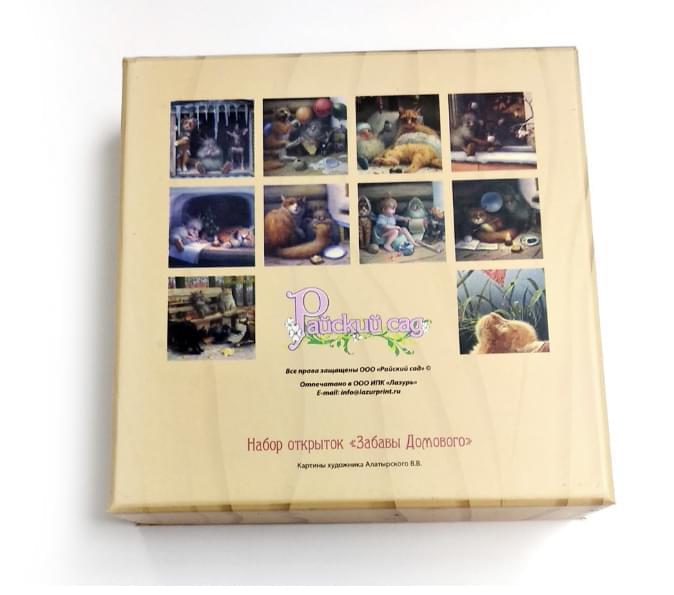 Райский сад
Все права защищены ООО «Райский сад» ©
Отпечатано в ООО ИПК «Лазурь»
E-mail: info@lazurprint.ru
Набор открыток «Забавы Домового»
Картины художника Алатырского В.В.